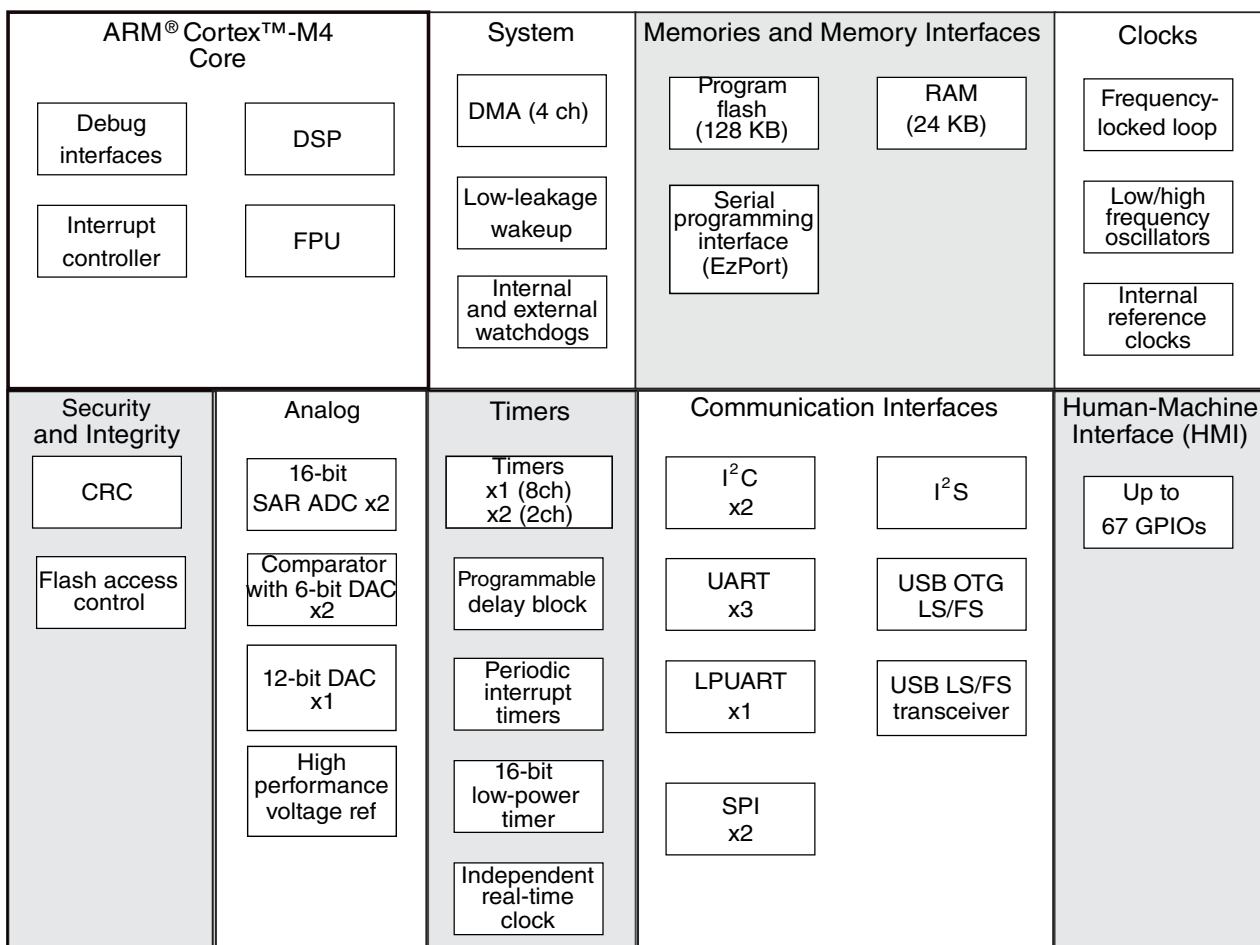 ARM® Cortex™-M4
Core
Debug
interfaces
DSP
Interrupt
controller
FPU
System
DMA (4 ch)
Low-leakage
wakeup
Internal
and external
watchdogs
Memories and Memory Interfaces
Program
flash
(128 KB)
RAM
(24 KB)
Serial
programming
interface
(EzPort)
Clocks
Frequency-
locked loop
Low/high
frequency
oscillators
Internal
reference
clocks
Security
and Integrity
CRC
Flash access
control
Analog
16-bit
SAR ADC x2
Comparator
with 6-bit DAC
x2
12-bit DAC
x1
High
performance
voltage ref
Timers
Timers
x1 (8ch)
x2 (2ch)
Programmable
delay block
Periodic
interrupt
timers
16-bit
low-power
timer
Independent
real-time
clock
Communication Interfaces
I²C
x2
I²S
UART
x3
USB OTG
LS/FS
LPUART
x1
USB LS/FS
transceiver
SPI
x2
Human-Machine
Interface (HMI)
Up to
67 GPIOs